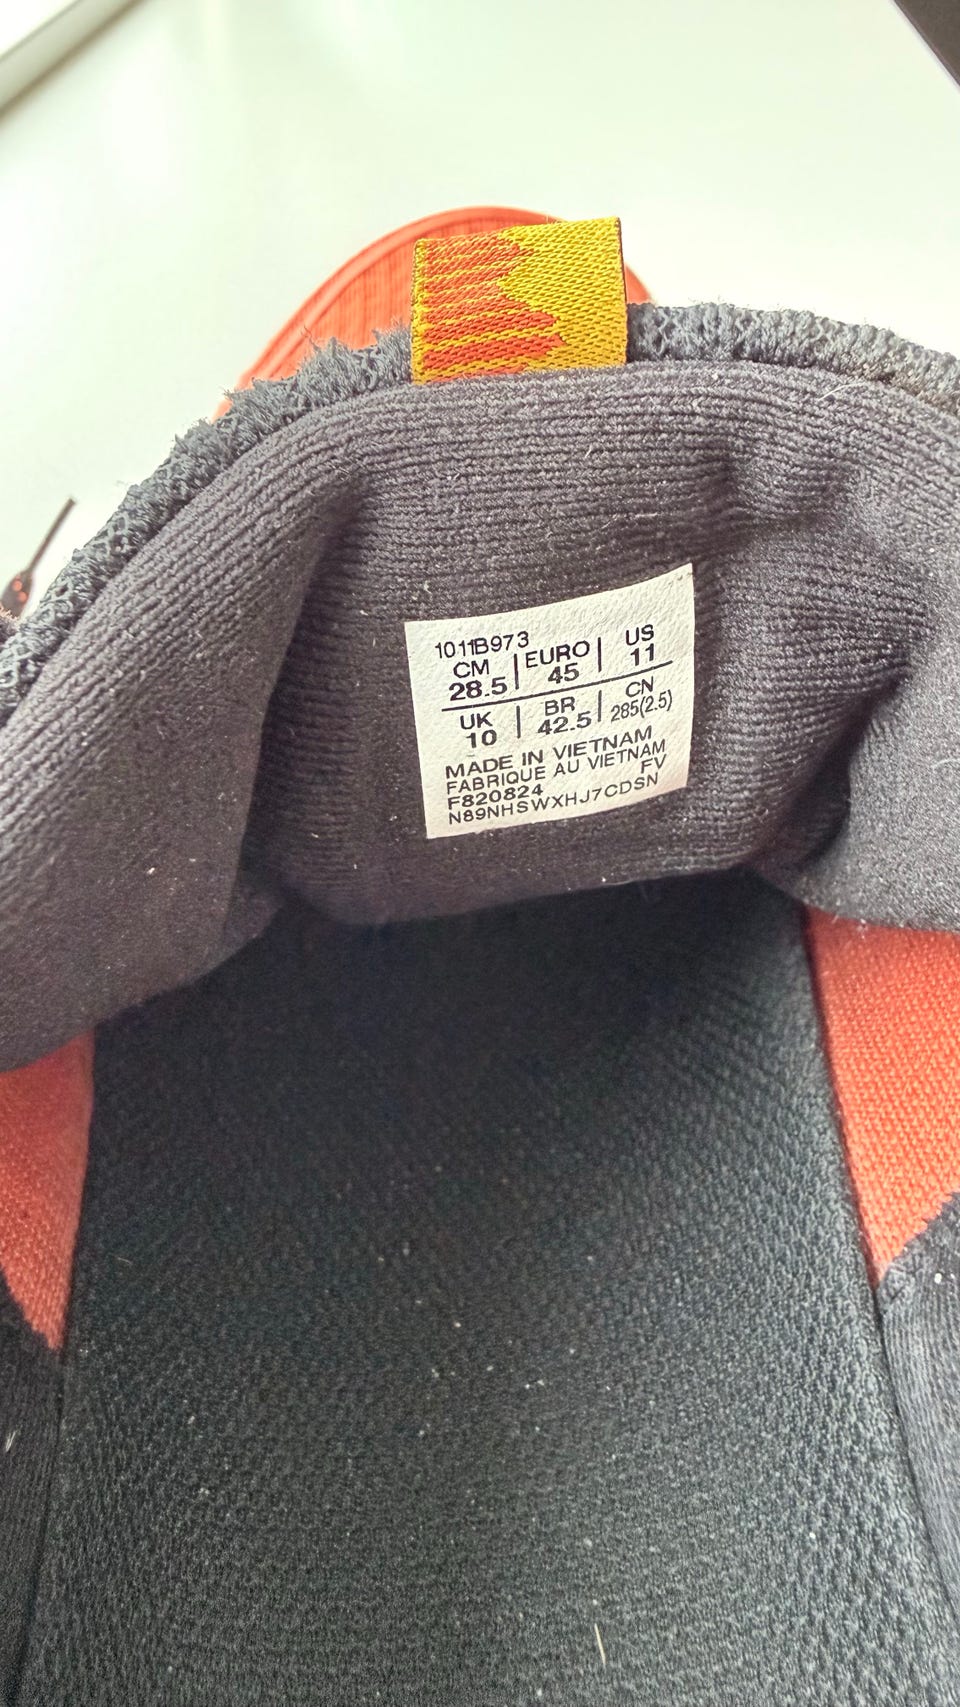 1011B973
CM | EURO | US
28.5 | 45 | 11
UK | BR | CN
10 | 42.5 | 285(2.5)
MADE IN VIETNAM
FABRIQUE AU VIETNAM
F820824 FV
N89NHSWXHJ7CDSN